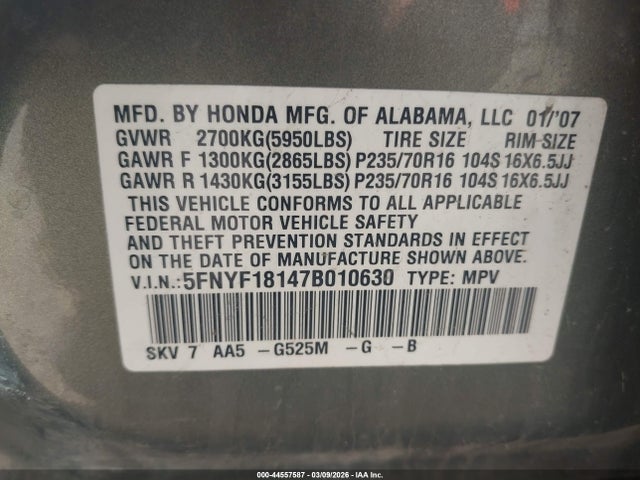 MFD. BY HONDA MFG. OF ALABAMA, LLC 01/'07
GVWR 2700KG(5950LBS) TIRE SIZE RIM SIZE
GAWR F 1300KG(2865LBS) P235/70R16 104S 16X6.5JJ
GAWR R 1430KG(3155LBS) P235/70R16 104S 16X6.5JJ
THIS VEHICLE CONFORMS TO ALL APPLICABLE
FEDERAL MOTOR VEHICLE SAFETY
AND THEFT PREVENTION STANDARDS IN EFFECT
ON THE DATE OF MANUFACTURE SHOWN ABOVE.
V.I.N.: 5FNYF18147B010630 TYPE: MPV
SKV 7 AA5 -G525M -G -B
000-44557587 | 03/09/2026 | IAA Inc.